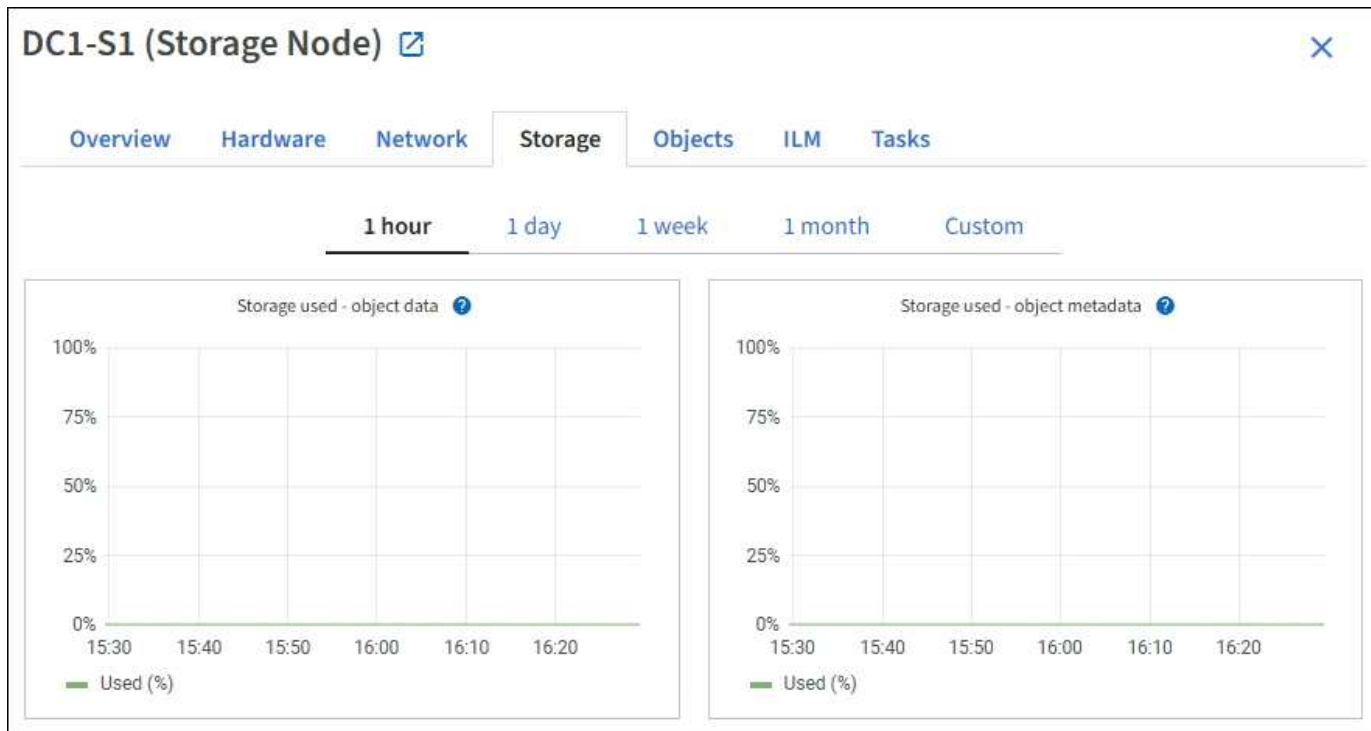 DC1-S1 (Storage Node)
Overview Hardware Network Storage Objects ILM Tasks
1 hour 1 day 1 week 1 month Custom
Storage used - object data ?
100%
75%
50%
25%
0%
15:30 15:40 15:50 16:00 16:10 16:20
Used (%)
Storage used - object metadata ?
100%
75%
50%
25%
0%
15:30 15:40 15:50 16:00 16:10 16:20
Used (%)